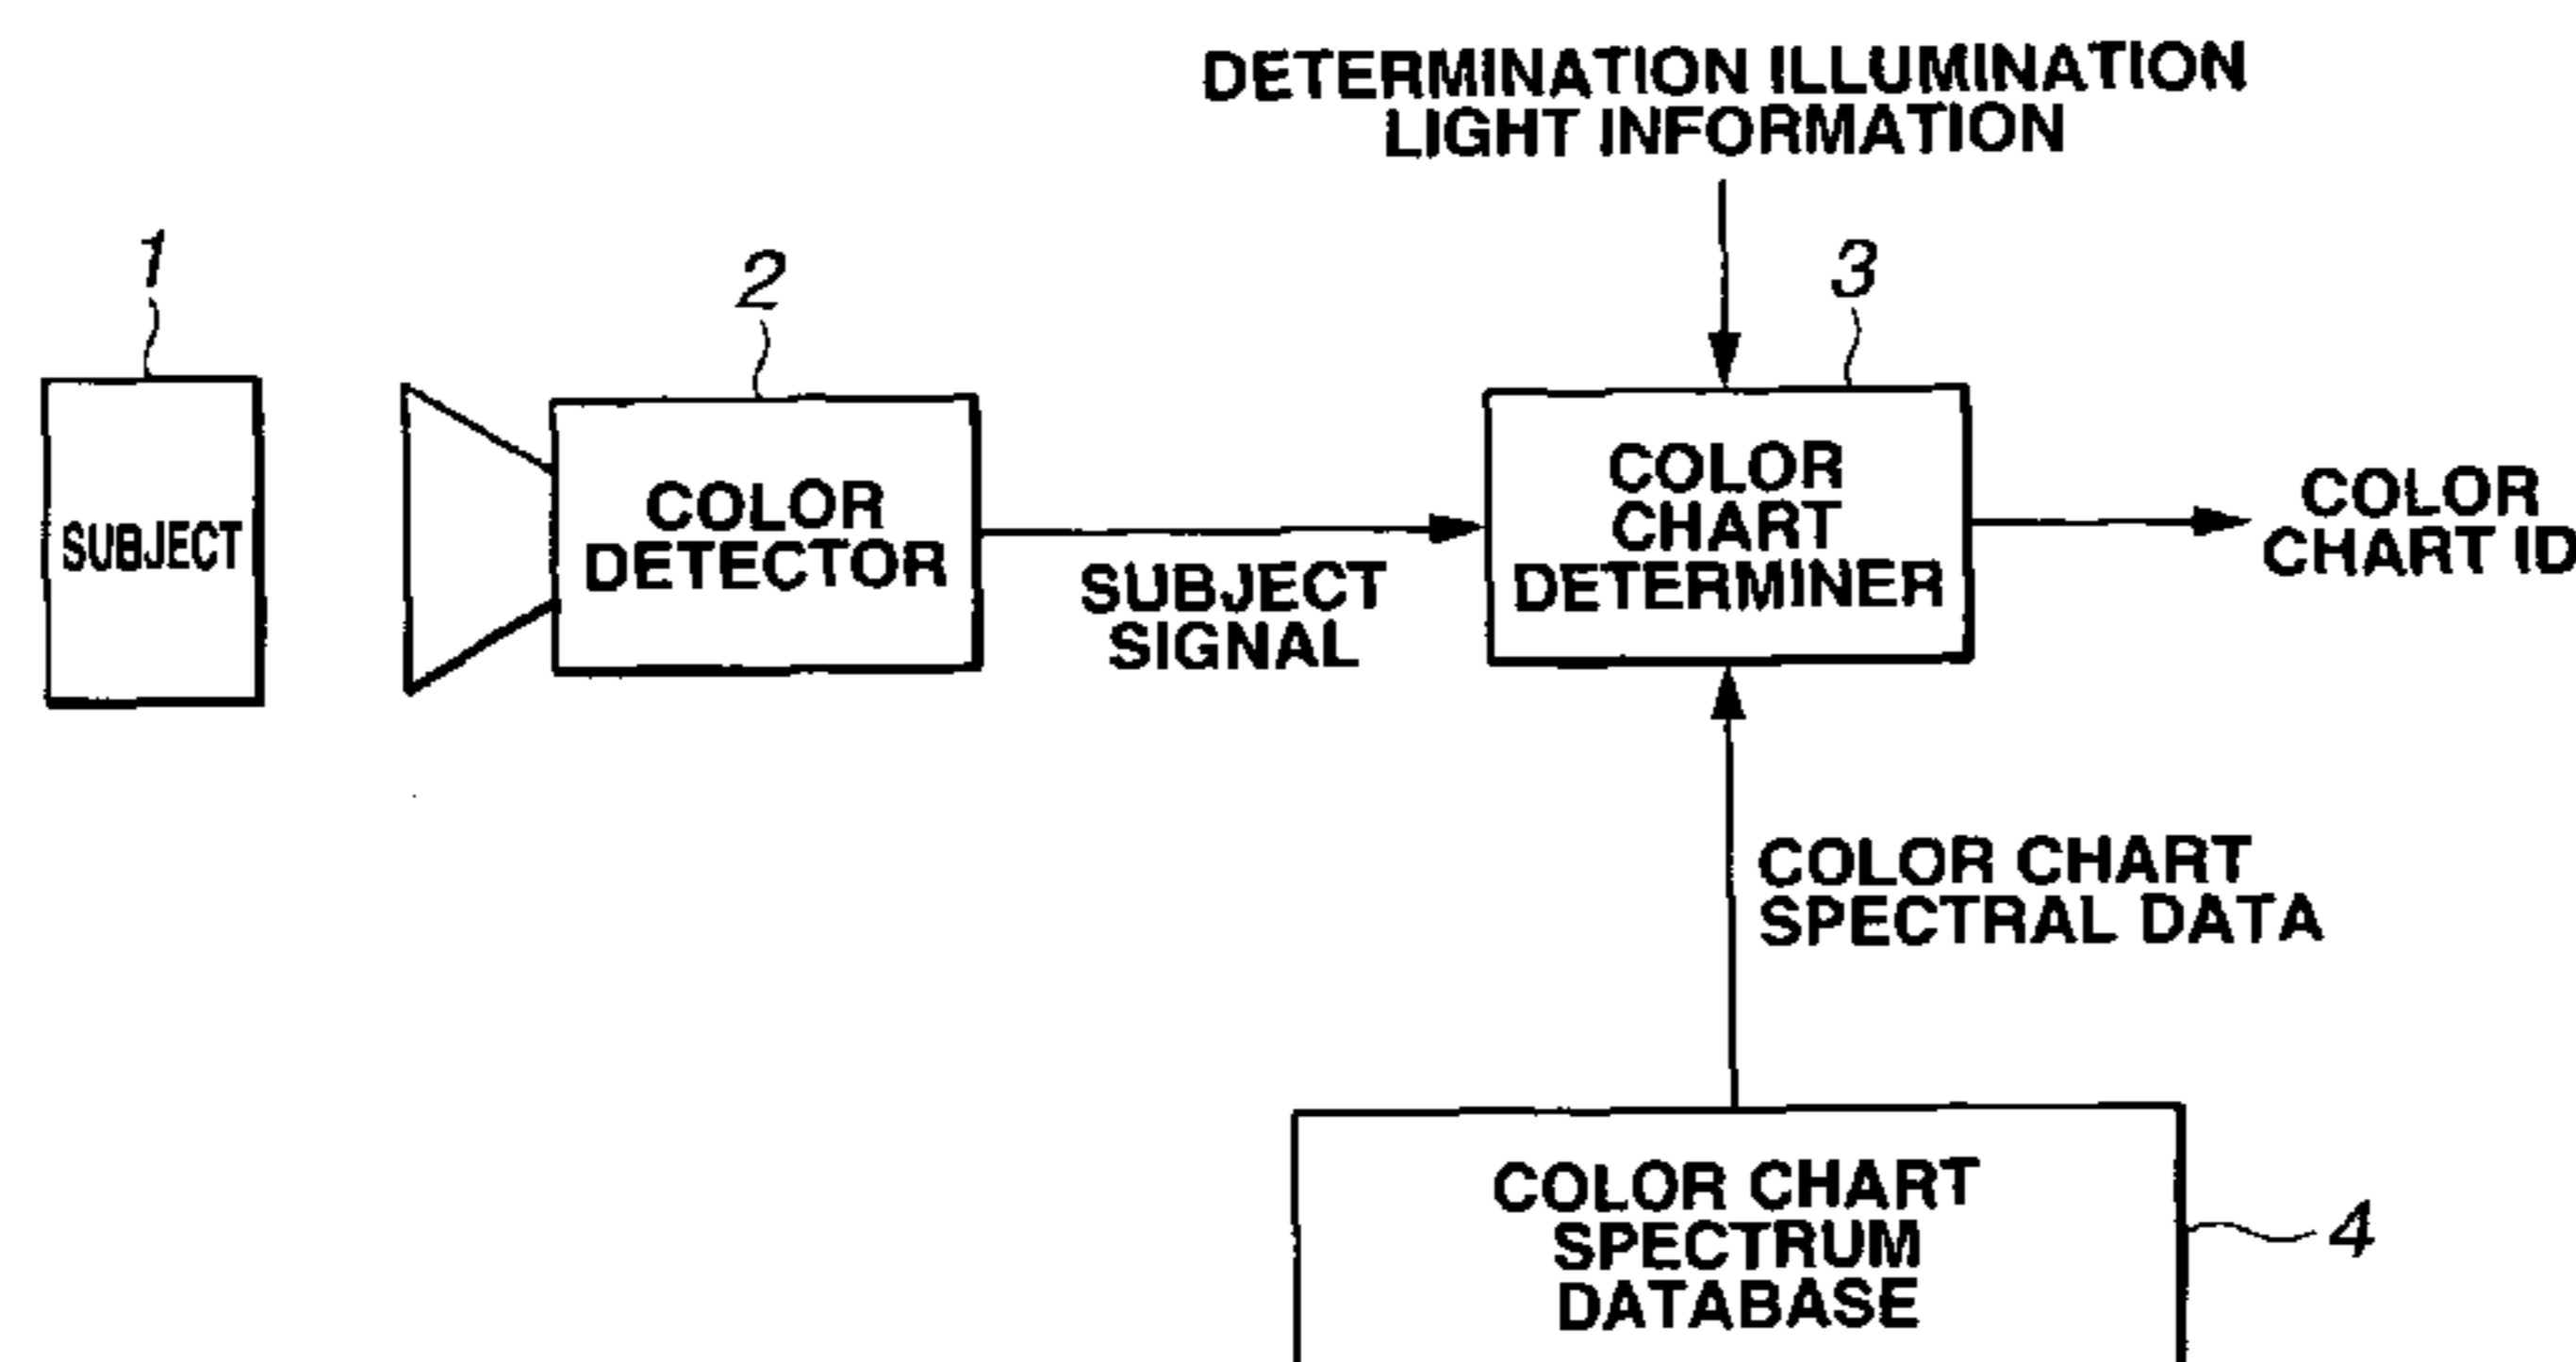 DETERMINATION ILLUMINATION
LIGHT INFORMATION
1
2
3
SUBJECT
COLOR
DETECTOR
SUBJECT
SIGNAL
COLOR
CHART
DETERMINER
COLOR
CHART ID
COLOR CHART
SPECTRAL DATA
COLOR CHART
SPECTRUM
DATABASE
4